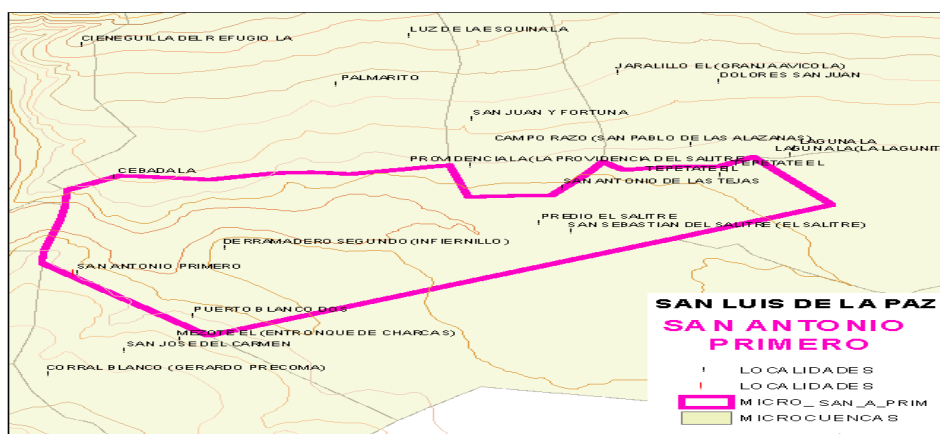 LUZ DE LA ESQUINA LA
CIENEGUILLA DEL REFUGIO LA
JARALILLO EL (GRANJA AVICOLA)
PALMARITO
DOLORES SAN JUAN
SAN JUAN Y FORTUNA
CAMPO RAZO (SAN PABLO DE LAS ALAZANAS)
LAGUNA LA
LAGUNA LA (LA LAGUNIT
PROVIDENCIA LA (LA PROVIDENCIA DEL SALITRE
TEPETATE EL
TEPETATE EL
CEBADA LA
SAN ANTONIO DE LAS TEJAS
PREDIO EL SALITRE
SAN SEBASTIAN DEL SALITRE (EL SALITRE)
DERRAMADERO SEGUNDO (INFIERNILLO)
SAN ANTONIO PRIMERO
PUERTO BLANCO DOS
MEZOTE EL (ENTRONQUE DE CHARCAS)
SAN JOSE DEL CARMEN
CORRAL BLANCO (GERARDO PRECOMA)
SAN LUIS DE LA PAZ
SAN ANTONIO
PRIMERO
LOCALIDADES
LOCALIDADES
MICRO_SAN_A_PRIM
MICROCUENCAS